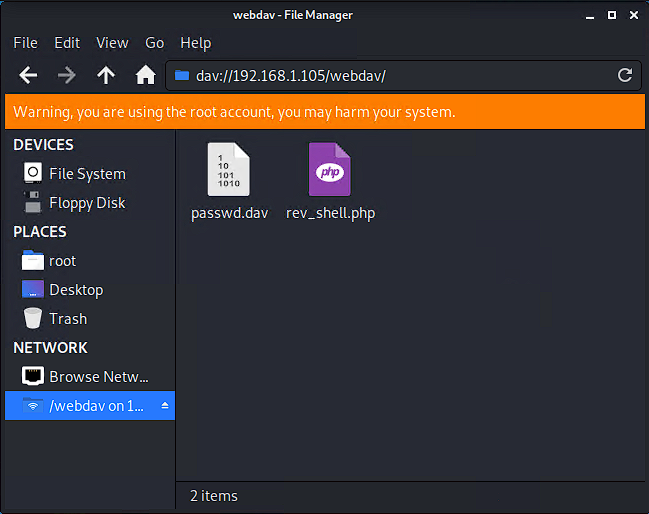 webdav - File Manager
File Edit View Go Help
dav://192.168.1.105/webdav/
Warning, you are using the root account, you may harm your system.
DEVICES
File System
Floppy Disk
PLACES
root
Desktop
Trash
NETWORK
Browse Netw...
/webdav on 1...
1
10
101
1010
passwd.dav
php
rev_shell.php
2 items